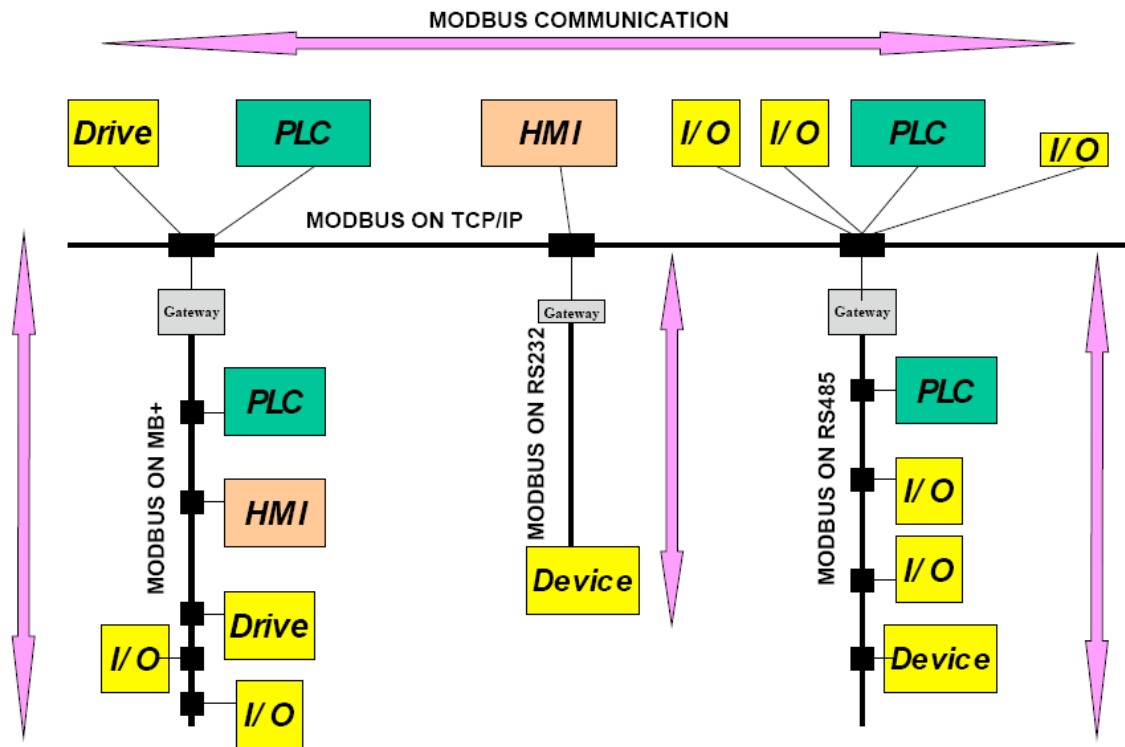 MODBUS COMMUNICATION
Drive
PLC
HMI
I/O
I/O
PLC
I/O
MODBUS ON TCP/IP
Gateway
Gateway
Gateway
MODBUS ON MB+
PLC
HMI
Drive
I/O
I/O
MODBUS ON RS232
Device
MODBUS ON RS485
PLC
I/O
I/O
Device